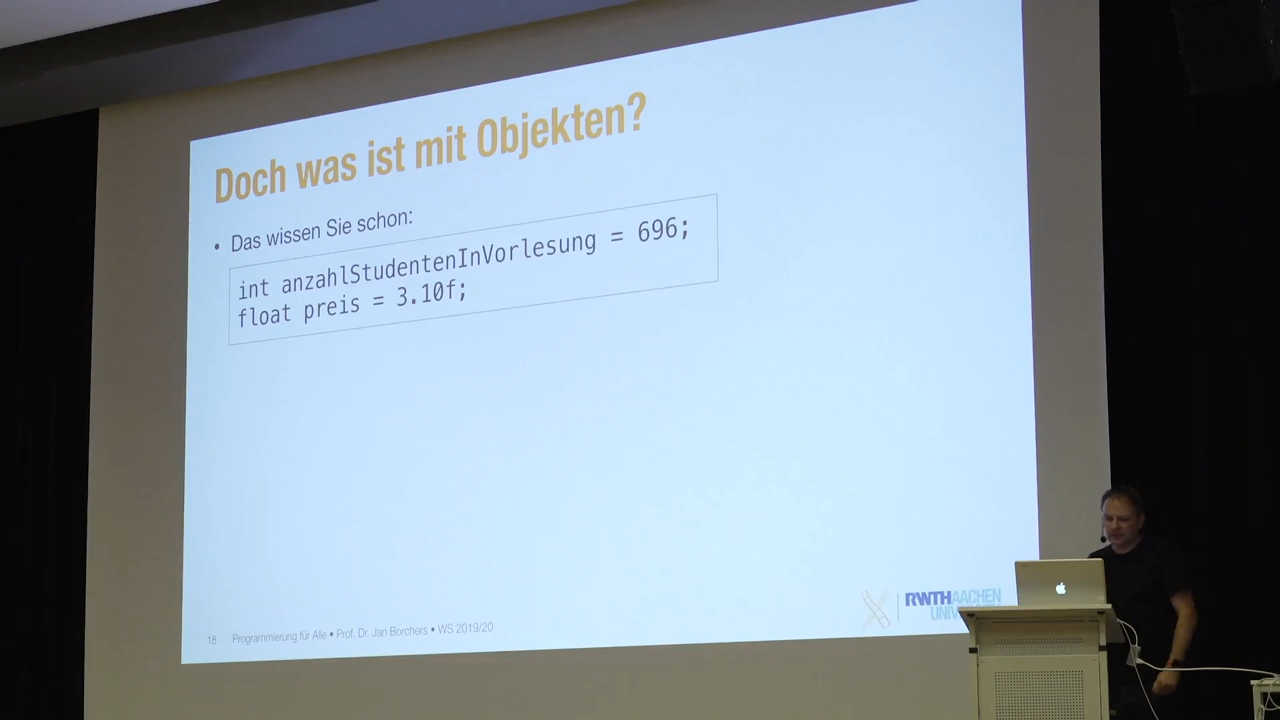 Doch was ist mit Objekten?
• Das wissen Sie schon:
int anzahlStudentenInVorlesung = 696;
float preis = 3.10f;
18 Programmierung für Alle • Prof. Dr. Jan Borchers • WS 2019/20
RWTHAACHEN